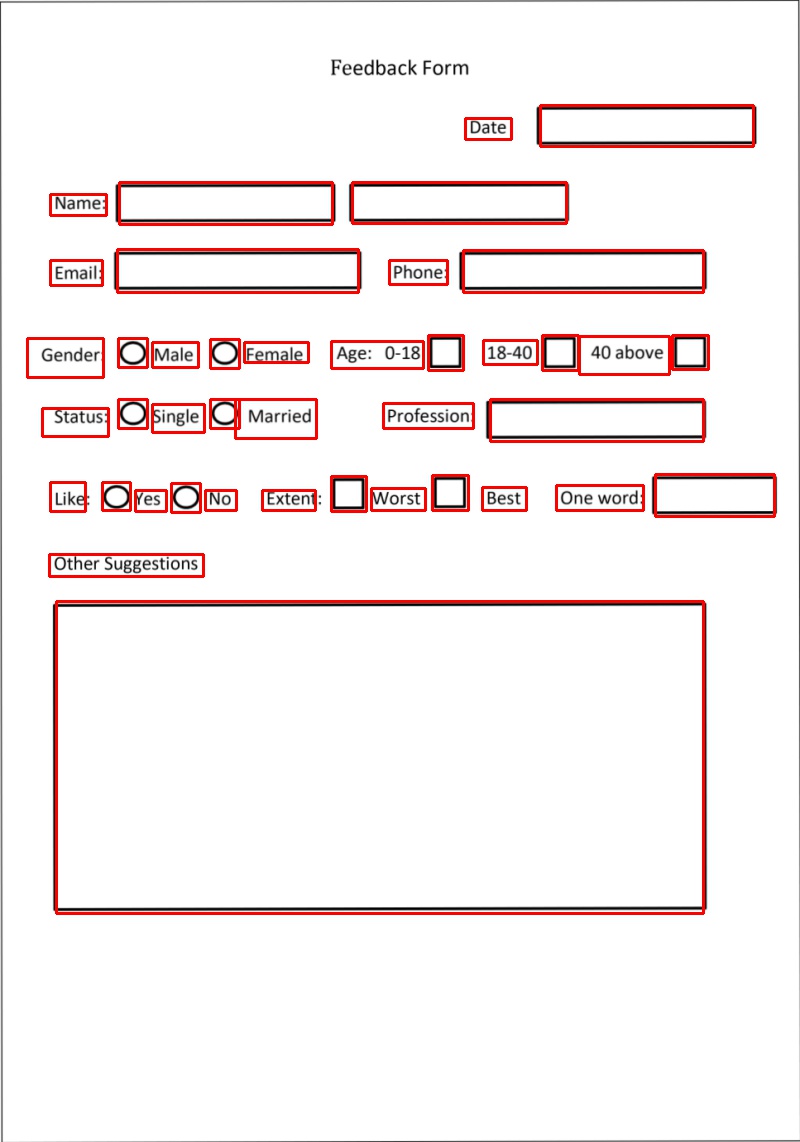 Feedback Form
Date
Name:
Email: Phone:
Gender: Male Female Age: 0-18 18-40 40 above
Status: Single Married Profession:
Like: Yes No Extent: Worst Best One word:
Other Suggestions